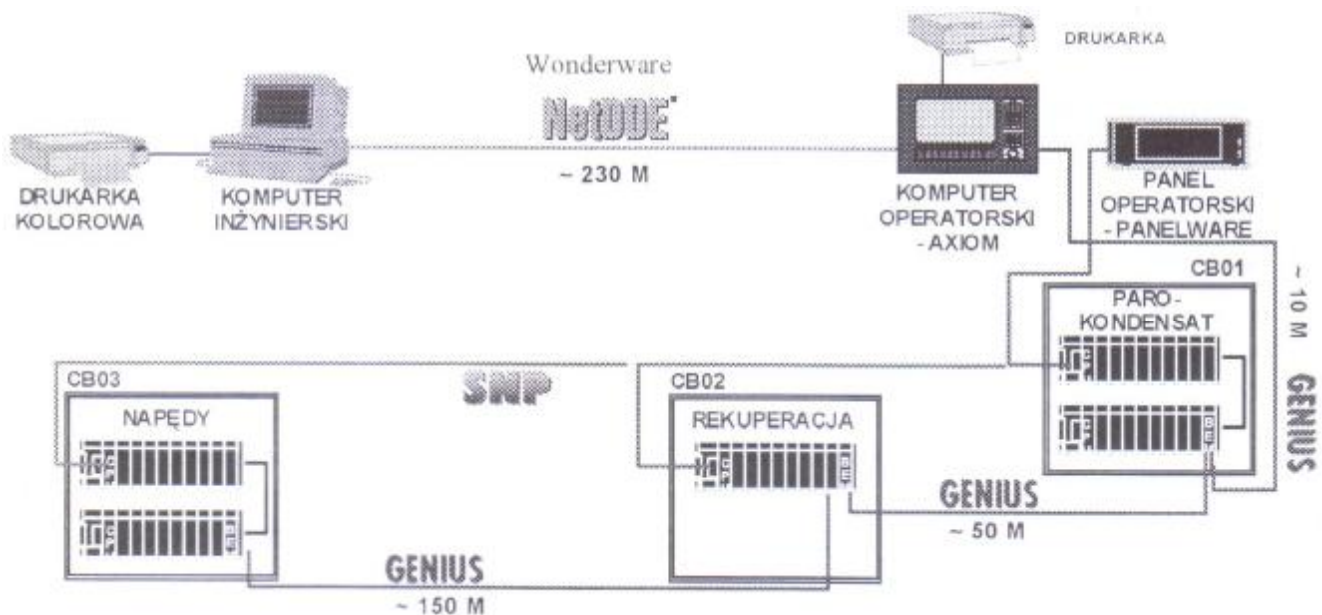 DRUKARKA
Wonderware
NetDDE
~ 230 M
DRUKARKA
KOLOROWA
KOMPUTER
INŻYNIERSKI
KOMPUTER
OPERATORSKI
- AXIOM
PANEL
OPERATORSKI
- PANELWARE
CB01
PARO-
KONDENSAT
~ 10 M
GENIUS
CB03
NAPĘDY
SNP
CB02
REKUPERACJA
GENIUS
~ 50 M
GENIUS
~ 150 M